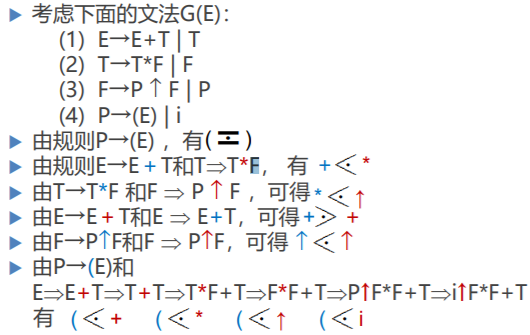 ▶ 考虑下面的文法G(E)：
(1) E→E+T | T
(2) T→T*F | F
(3) F→P↑F | P
(4) P→(E) | i
▶ 由规则P→(E) ，有(≖)
▶ 由规则E→E+T和T⇒T*F， 有 +⋖*
▶ 由T→T*F 和F ⇒ P↑F ，可得*⋖↑
▶ 由E→E+T和E ⇒ E+T，可得+⋗+
▶ 由F→P↑F和F ⇒ P↑F，可得 ↑⋖↑
▶ 由P→(E)和
E⇒E+T⇒T+T⇒T*F+T⇒F*F+T⇒P↑F*F+T⇒i↑F*F+T
有 (⋖+ (⋖* (⋖↑ (⋖i